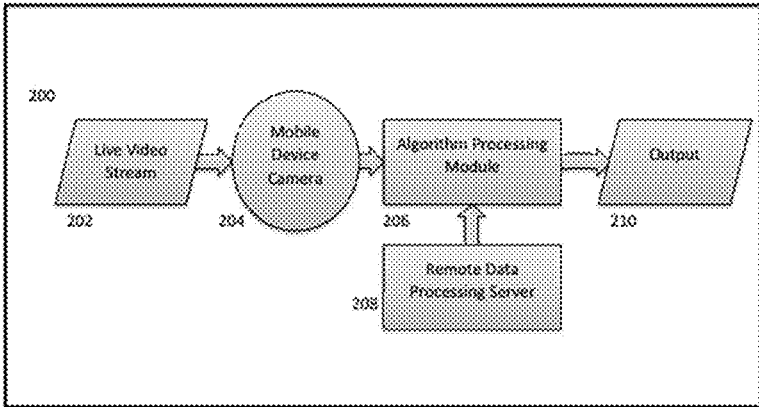 200
Live Video
Stream
202
Mobile
Device
Camera
204
Algorithm Processing
Module
206
Output
210
Remote Data
Processing Server
208